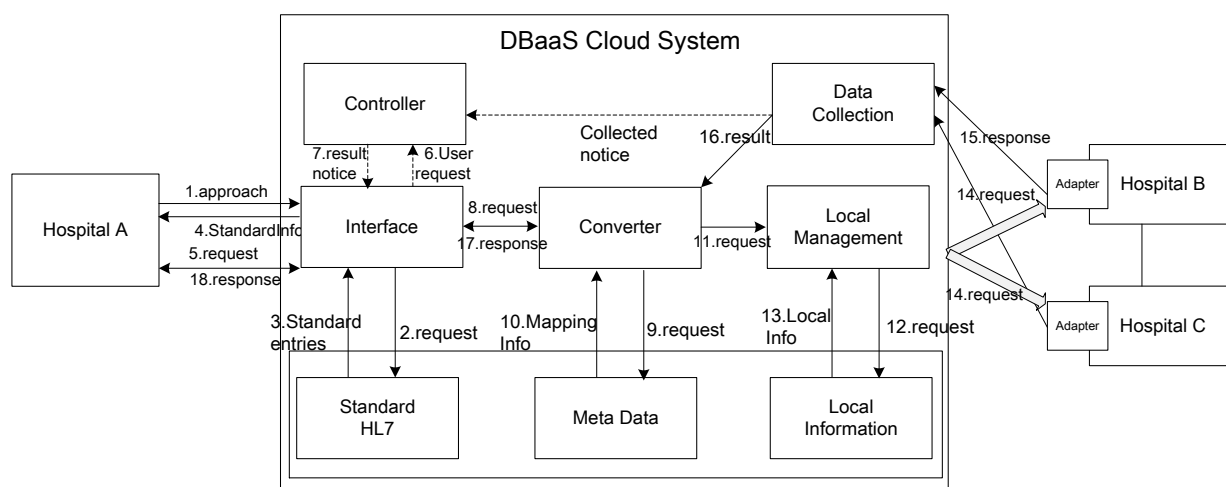 DBaaS Cloud System
Controller
Data
Collection
Collected
notice
16.result
15.response
7.result
notice
6.User
request
Hospital A
1.approach
4.StandardInfo
5.request
18.response
Interface
8.request
17.response
Converter
11.request
Local
Management
14.request
14.request
Adapter
Hospital B
Adapter
Hospital C
3.Standard
entries
2.request
10.Mapping
Info
9.request
13.Local
Info
12.request
Standard
HL7
Meta Data
Local
Information